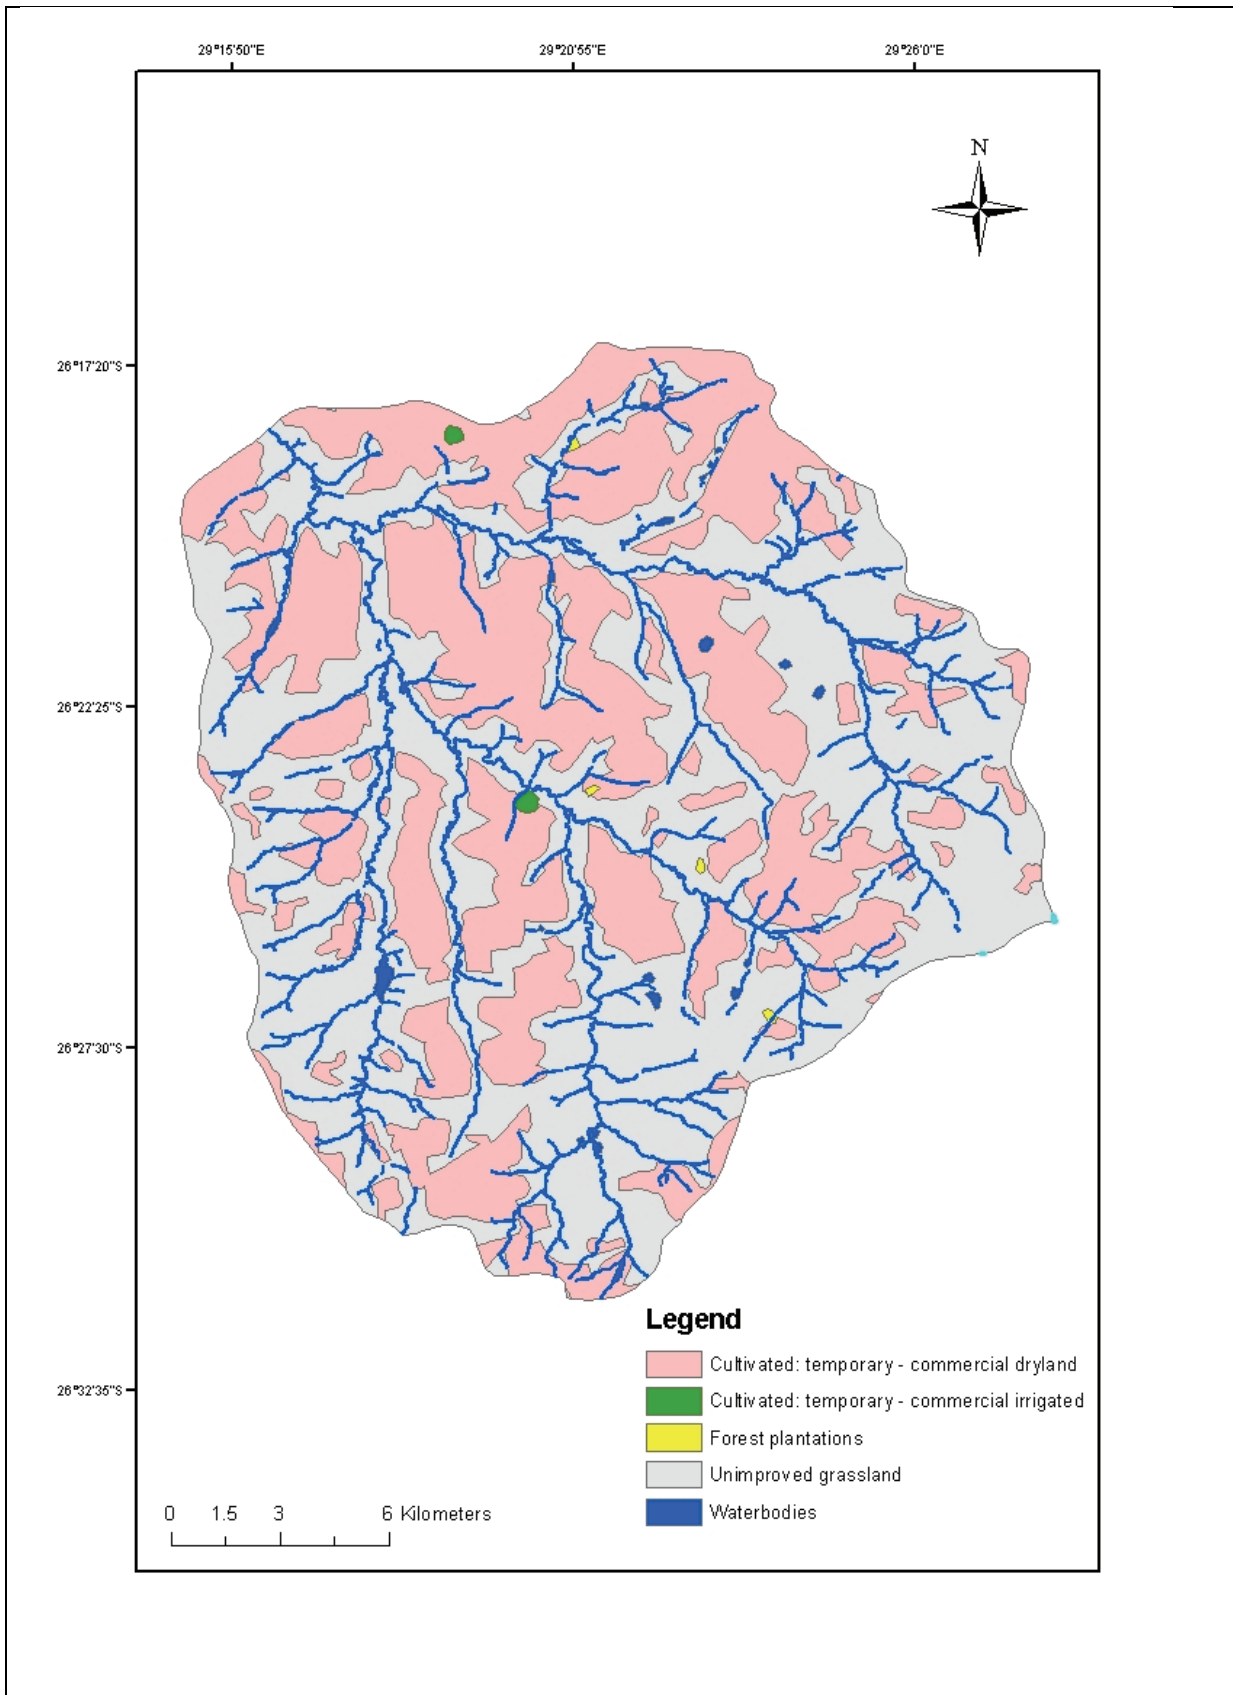 29°15'50"E 29°20'55"E 29°26'0"E
N
26°17'20"S
26°22'25"S
26°27'30"S
26°32'35"S
Legend
Cultivated: temporary - commercial dryland
Cultivated: temporary - commercial irrigated
Forest plantations
Unimproved grassland
Waterbodies
0 1.5 3 6 Kilometers